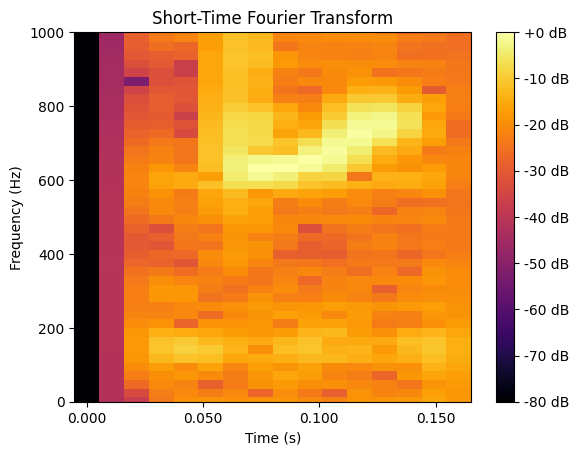 Short-Time Fourier Transform
1000
800
600
400
200
0
Frequency (Hz)
0.000
0.050
0.100
0.150
Time (s)
+0 dB
-10 dB
-20 dB
-30 dB
-40 dB
-50 dB
-60 dB
-70 dB
-80 dB